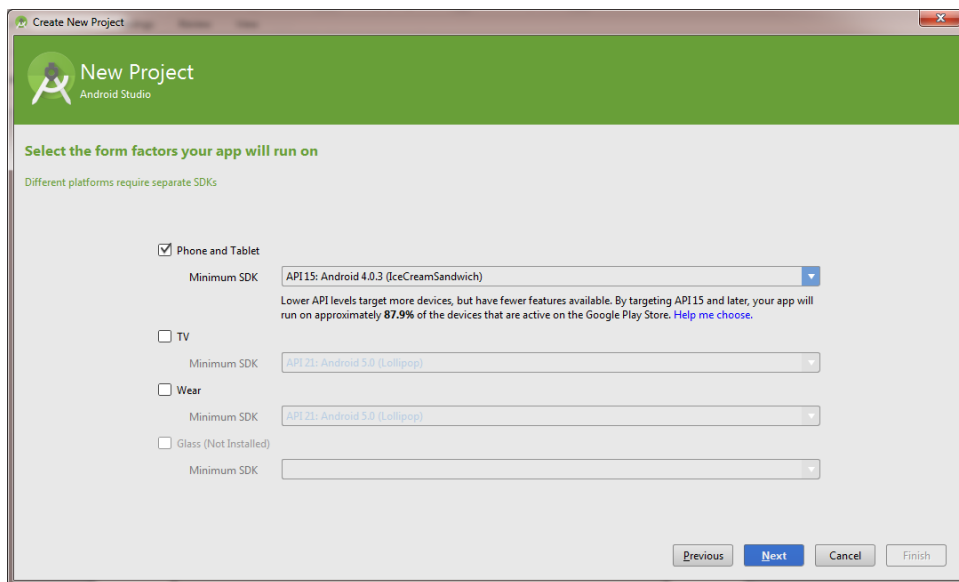 Create New Project
New Project
Android Studio
Select the form factors your app will run on
Different platforms require separate SDKs
Phone and Tablet
Minimum SDK
API 15: Android 4.0.3 (IceCreamSandwich)
Lower API levels target more devices, but have fewer features available. By targeting API 15 and later, your app will
run on approximately 87.9% of the devices that are active on the Google Play Store. Help me choose.
TV
Minimum SDK
API 21: Android 5.0 (Lollipop)
Wear
Minimum SDK
API 21: Android 5.0 (Lollipop)
Glass (Not Installed)
Minimum SDK
Previous Next Cancel Finish